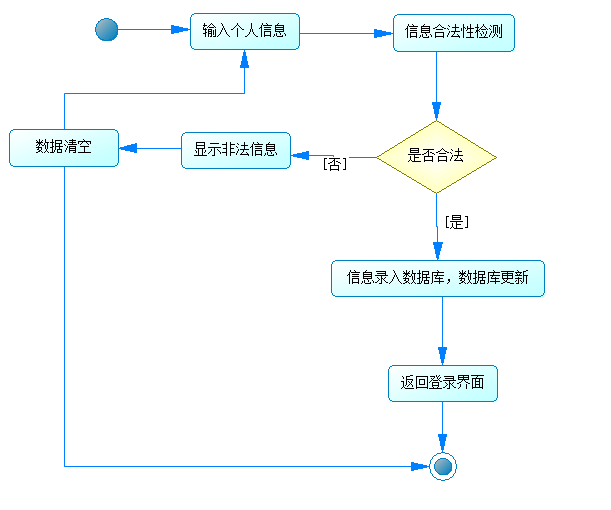 输入个人信息
信息合法性检测
数据清空
显示非法信息
[否]
是否合法
[是]
信息录入数据库，数据库更新
返回登录界面